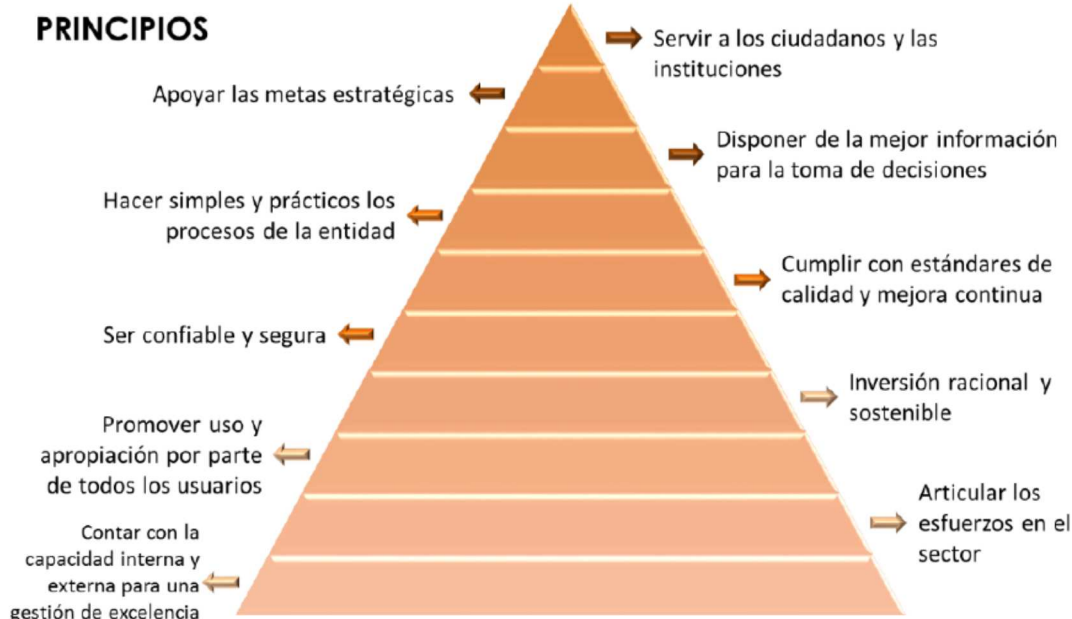 PRINCIPIOS
Servir a los ciudadanos y las
instituciones
Apoyar las metas estratégicas
Disponer de la mejor información
para la toma de decisiones
Hacer simples y prácticos los
procesos de la entidad
Cumplir con estándares de
calidad y mejora continua
Ser confiable y segura
Inversión racional y
sostenible
Promover uso y
apropiación por parte
de todos los usuarios
Articular los
esfuerzos en el
sector
Contar con la
capacidad interna y
externa para una
gestión de excelencia